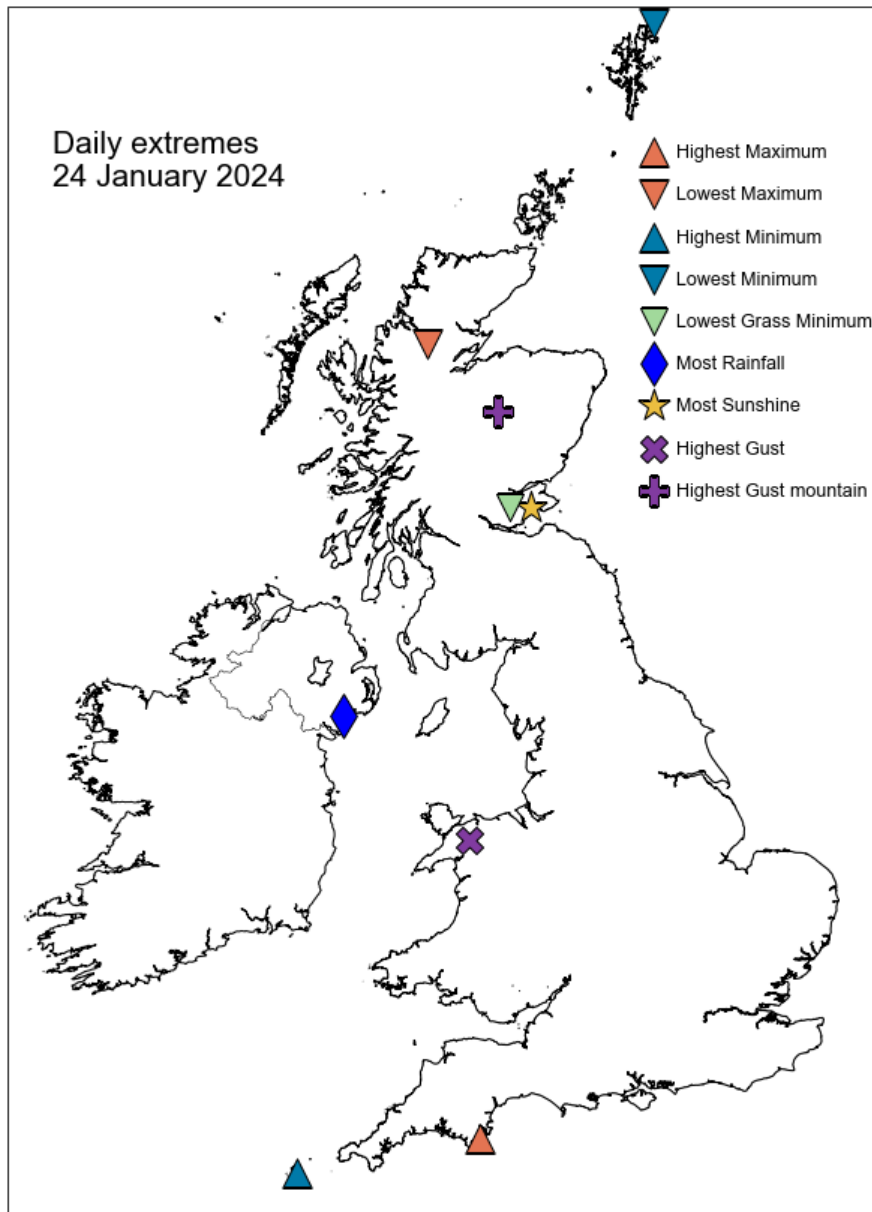 Daily extremes
24 January 2024
Highest Maximum
Lowest Maximum
Highest Minimum
Lowest Minimum
Lowest Grass Minimum
Most Rainfall
Most Sunshine
Highest Gust
Highest Gust mountain